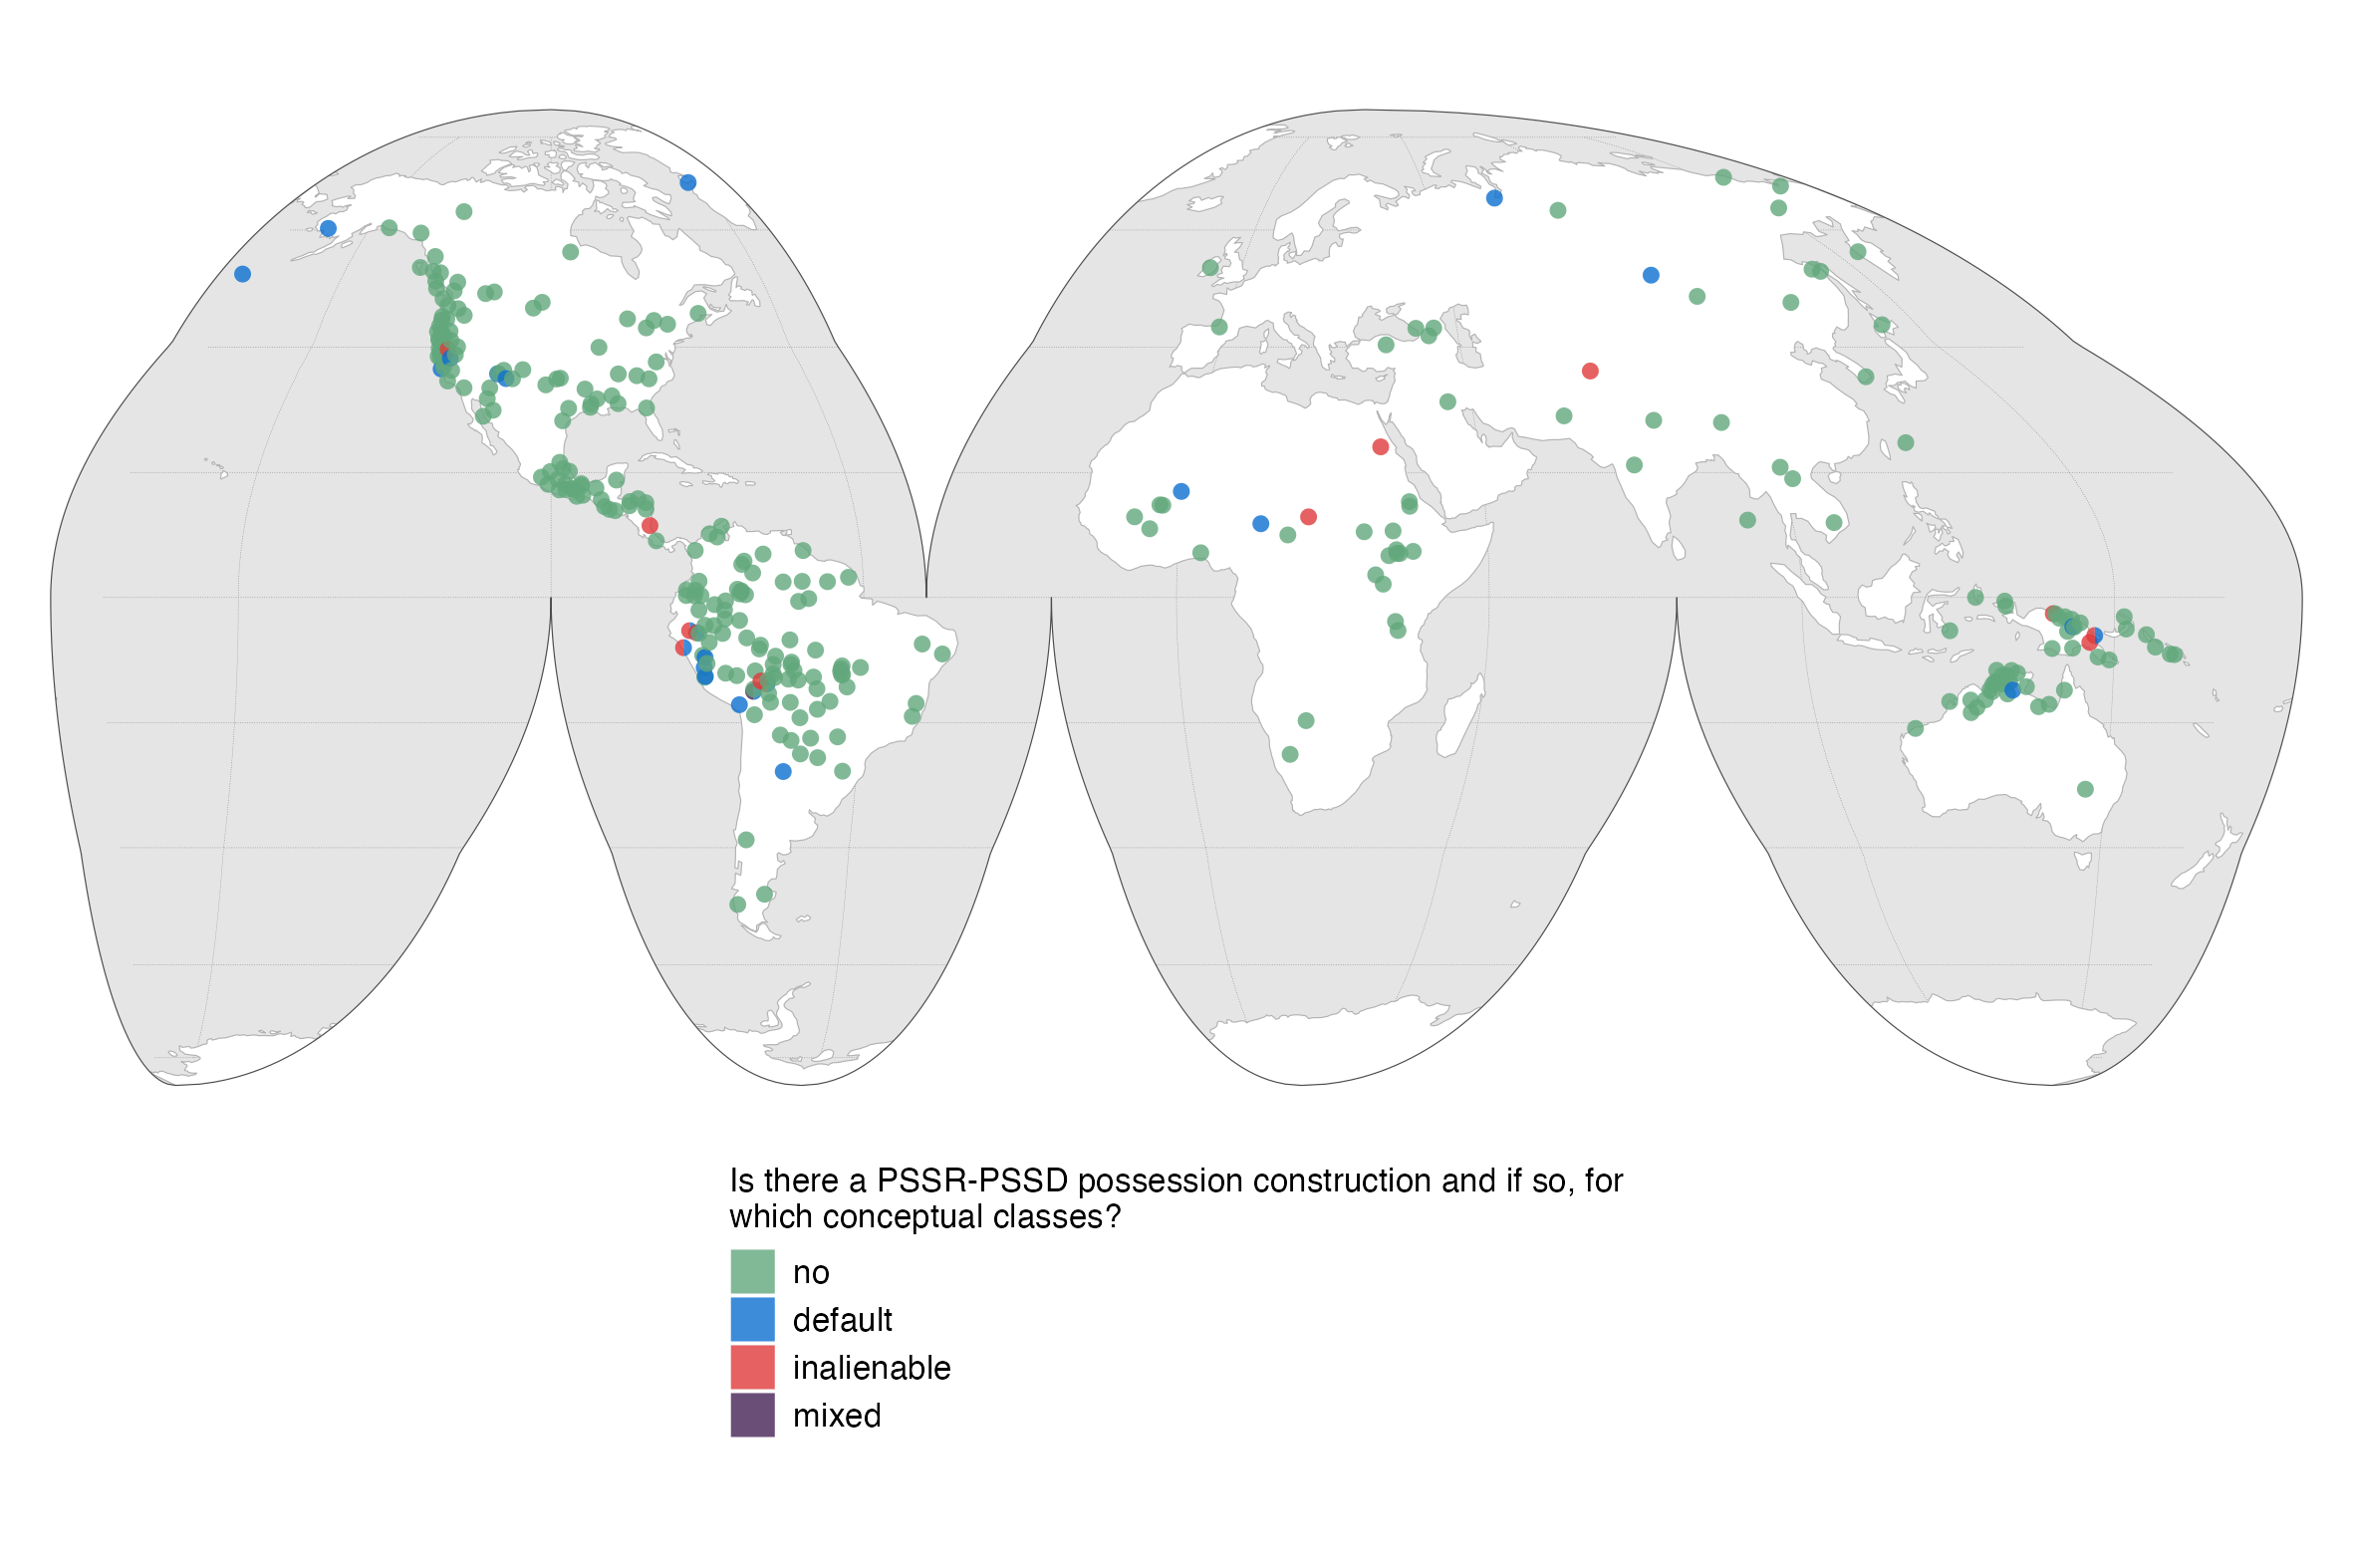 Is there a PSSR-PSSD possession construction and if so, for
which conceptual classes?
no
default
inalienable
mixed